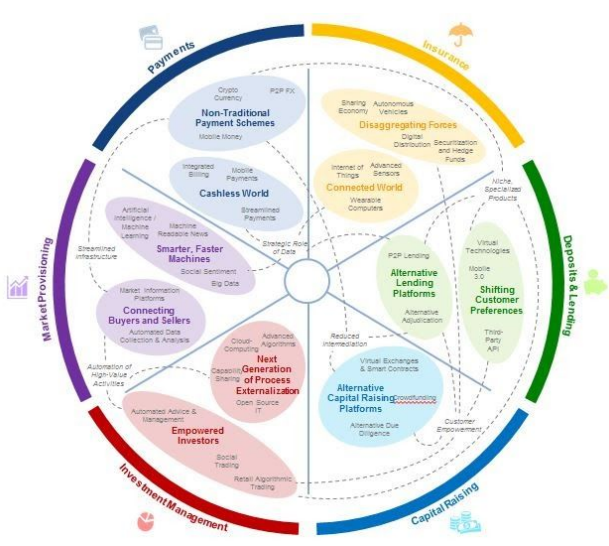 Payments
Insurance
Crypto
Currency
P2P FX
Non-Traditional
Payment Schemes
Mobile Money
Sharing
Economy
Autonomous
Vehicles
Disaggregating Forces
Digital
Distribution
Securitization
and Hedge
Funds
Integrated
Billing
Mobile
Payments
Cashless World
Streamlined
Payments
Internet of
Things
Advanced
Sensors
Connected World
Wearable
Computers
Niche,
Specialized
Products
Artificial
Intelligence /
Machine
Learning
Machine
Readable News
Smarter, Faster
Machines
Social Sentiment
Big Data
Streamlined
Infrastructure
Strategic Role
of Data
Market Provisioning
Deposits & Lending
P2P Lending
Alternative
Lending
Platforms
Alternative
Adjudication
Virtual
Technologies
Mobile
3.0
Shifting
Customer
Preferences
Third-
Party
API
Market Information
Platforms
Connecting
Buyers and Sellers
Automated Data
Collection & Analysis
Automation of
High-Value
Activities
Cloud-
Computing
Advanced
Algorithms
Capability
Sharing
Next
Generation
of Process
Externalization
Open Source
IT
Reduced
Intermediation
Virtual Exchanges
& Smart Contracts
Alternative
Capital Raising
Platforms
Crowdfunding
Alternative Due
Diligence
Customer
Empowerment
Automated Advice &
Management
Empowered
Investors
Social
Trading
Retail Algorithmic
Trading
Investment Management
Capital Raising